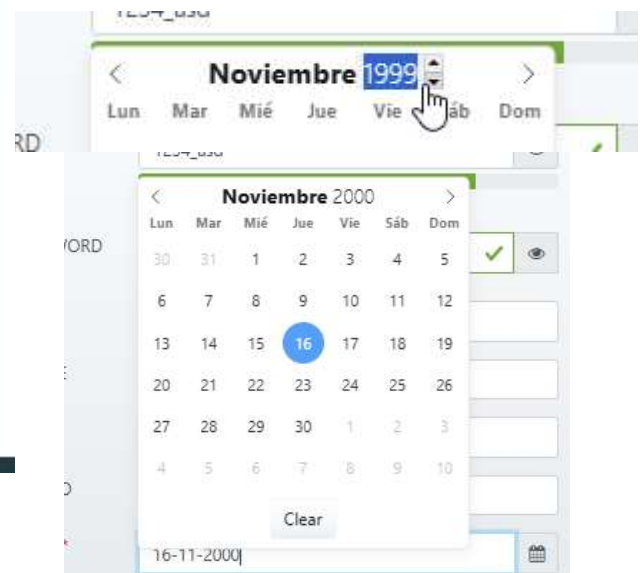 Noviembre 1999
Lun Mar Mié Jue Vie Sáb Dom
Noviembre 2000
Lun Mar Mié Jue Vie Sáb Dom
30 31 1 2 3 4 5
6 7 8 9 10 11 12
13 14 15 16 17 18 19
20 21 22 23 24 25 26
27 28 29 30 1 2 3
4 5 6 7 8 9 10
Clear
16-11-2000